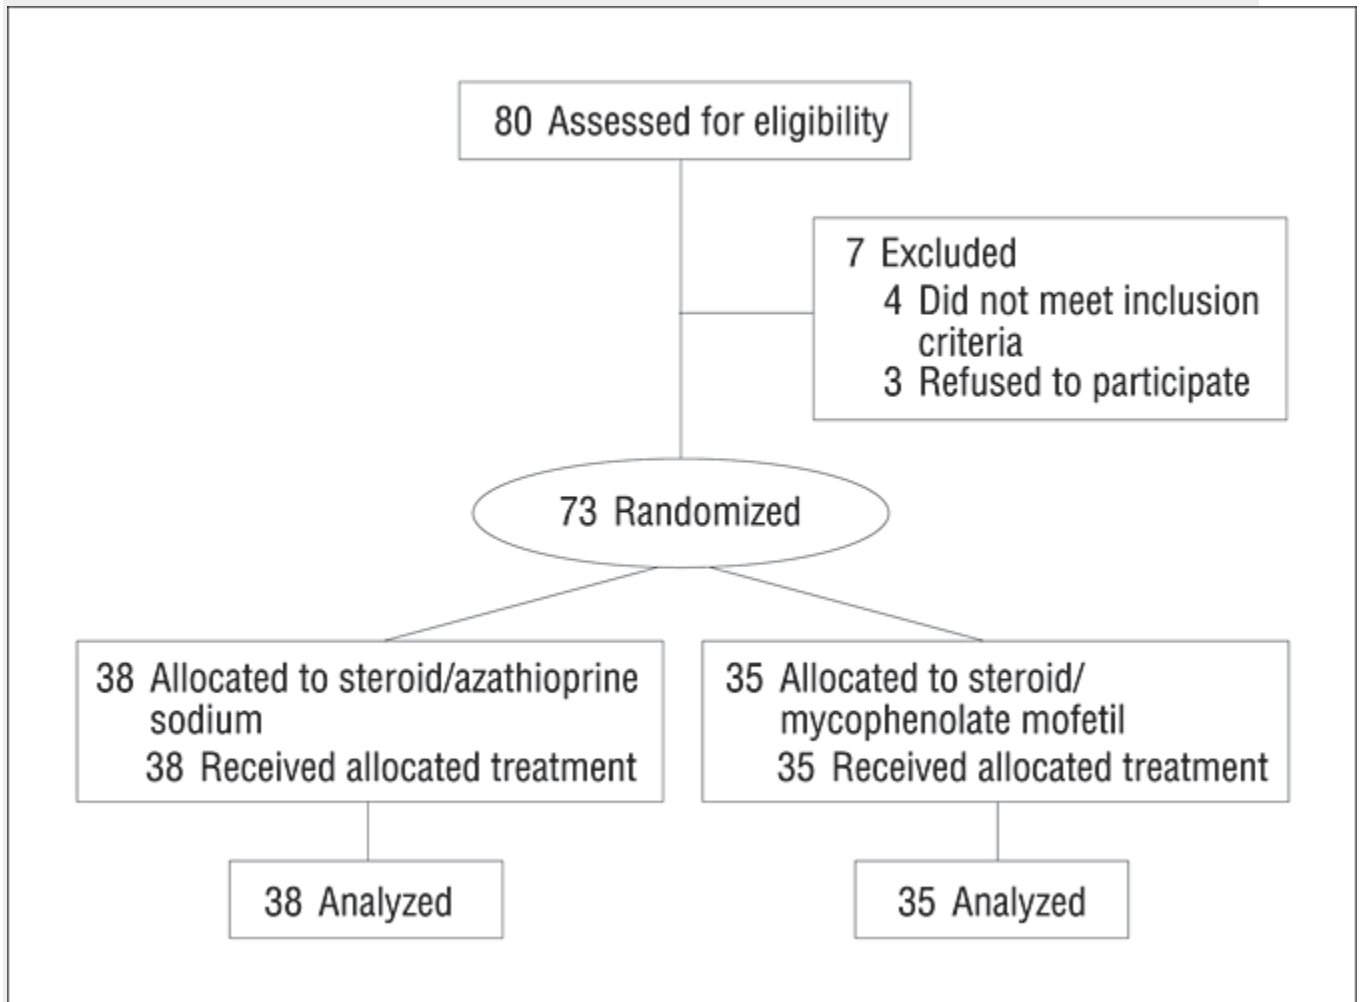 80 Assessed for eligibility
7 Excluded
4 Did not meet inclusion
criteria
3 Refused to participate
73 Randomized
38 Allocated to steroid/azathioprine
sodium
38 Received allocated treatment
35 Allocated to steroid/
mycophenolate mofetil
35 Received allocated treatment
38 Analyzed
35 Analyzed